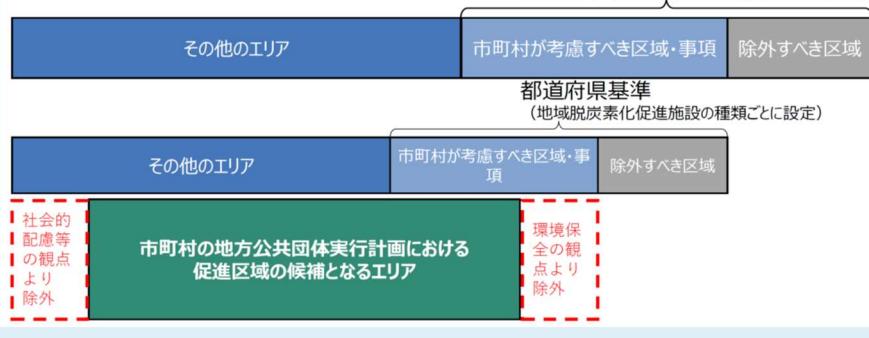 その他のエリア
市町村が考慮すべき区域・事項
除外すべき区域
都道府県基準
（地域脱炭素化促進施設の種類ごとに設定）
その他のエリア
市町村が考慮すべき区域・事
項
除外すべき区域
社会的
配慮等
の観点
より
除外
市町村の地方公共団体実行計画における
促進区域の候補となるエリア
環境保
全の観
点より
除外